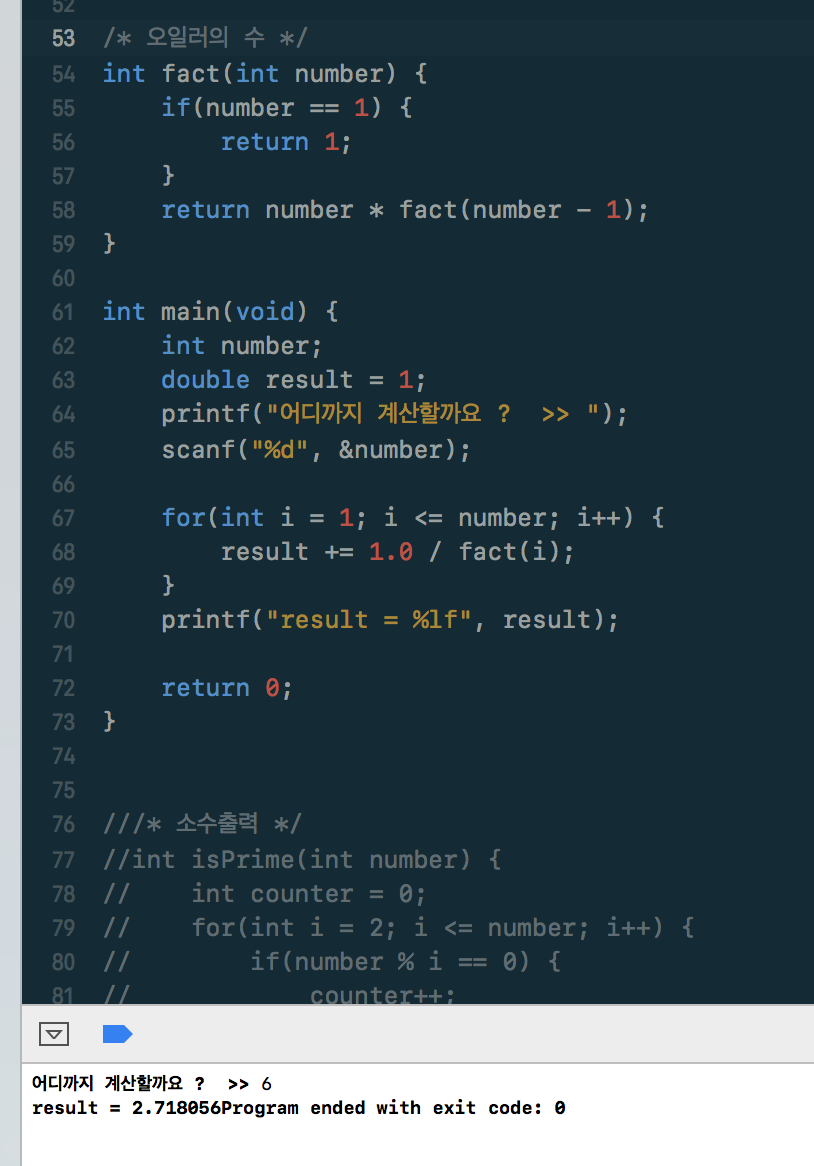 52
53 /* 오일러의 수 */
54 int fact(int number) {
55     if(number == 1) {
56         return 1;
57     }
58     return number * fact(number - 1);
59 }
60
61 int main(void) {
62     int number;
63     double result = 1;
64     printf("어디까지 계산할까요 ?  >> ");
65     scanf("%d", &number);
66
67     for(int i = 1; i <= number; i++) {
68         result += 1.0 / fact(i);
69     }
70     printf("result = %lf", result);
71
72     return 0;
73 }
74
75
76 ///* 소수출력 */
77 //int isPrime(int number) {
78 //    int counter = 0;
79 //    for(int i = 2; i <= number; i++) {
80 //        if(number % i == 0) {
81 //            counter++;
어디까지 계산할까요 ?  >> 6
result = 2.718056Program ended with exit code: 0